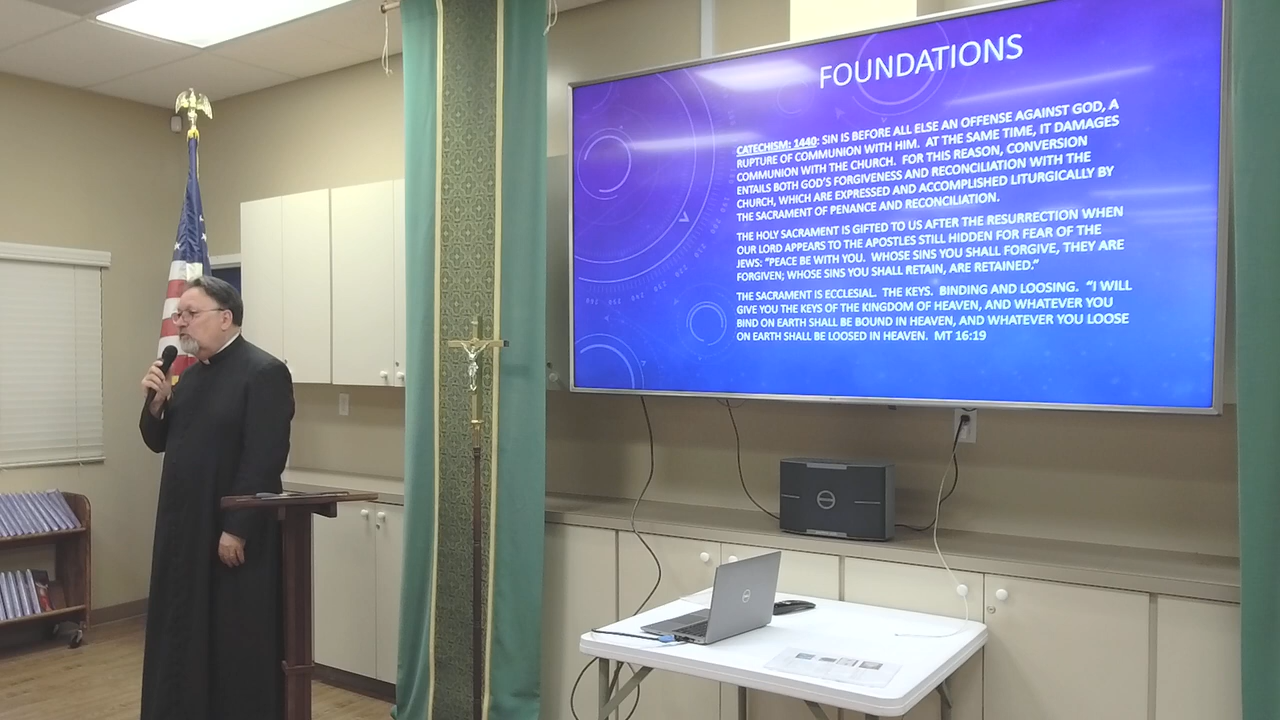 FOUNDATIONS
CATECHISM: 1440: SIN IS BEFORE ALL ELSE AN OFFENSE AGAINST GOD, A
RUPTURE OF COMMUNION WITH HIM. AT THE SAME TIME, IT DAMAGES
COMMUNION WITH THE CHURCH. FOR THIS REASON, CONVERSION
ENTAILS BOTH GOD'S FORGIVENESS AND RECONCILIATION WITH THE
CHURCH, WHICH ARE EXPRESSED AND ACCOMPLISHED LITURGICALLY BY
THE SACRAMENT OF PENANCE AND RECONCILIATION.
THE HOLY SACRAMENT IS GIFTED TO US AFTER THE RESURRECTION WHEN
OUR LORD APPEARS TO THE APOSTLES STILL HIDDEN FOR FEAR OF THE
JEWS: "PEACE BE WITH YOU. WHOSE SINS YOU SHALL FORGIVE, THEY ARE
FORGIVEN; WHOSE SINS YOU SHALL RETAIN, ARE RETAINED."
THE SACRAMENT IS ECCLESIAL. THE KEYS. BINDING AND LOOSING. "I WILL
GIVE YOU THE KEYS OF THE KINGDOM OF HEAVEN, AND WHATEVER YOU
BIND ON EARTH SHALL BE BOUND IN HEAVEN, AND WHATEVER YOU LOOSE
ON EARTH SHALL BE LOOSED IN HEAVEN. MT 16:19
DELL